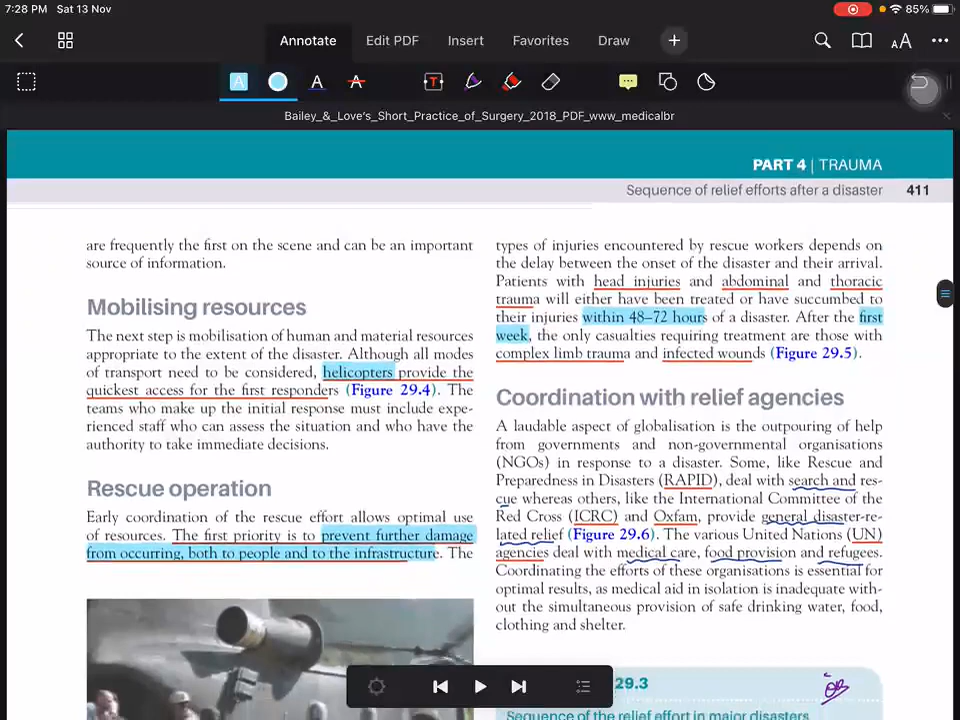 7:28 PM Sat 13 Nov
85%
Annotate Edit PDF Insert Favorites Draw
AA
A A A T
Bailey_&_Love's_Short_Practice_of_Surgery_2018_PDF_www_medicalbr
PART 4 | TRAUMA
Sequence of relief efforts after a disaster 411
are frequently the first on the scene and can be an important
source of information.
Mobilising resources
The next step is mobilisation of human and material resources
appropriate to the extent of the disaster. Although all modes
of transport need to be considered, helicopters provide the
quickest access for the first responders (Figure 29.4). The
teams who make up the initial response must include expe-
rienced staff who can assess the situation and who have the
authority to take immediate decisions.
Rescue operation
Early coordination of the rescue effort allows optimal use
of resources. The first priority is to prevent further damage
from occurring, both to people and to the infrastructure. The
types of injuries encountered by rescue workers depends on
the delay between the onset of the disaster and their arrival.
Patients with head injuries and abdominal and thoracic
trauma will either have been treated or have succumbed to
their injuries within 48–72 hours of a disaster. After the first
week, the only casualties requiring treatment are those with
complex limb trauma and infected wounds (Figure 29.5).
Coordination with relief agencies
A laudable aspect of globalisation is the outpouring of help
from governments and non-governmental organisations
(NGOs) in response to a disaster. Some, like Rescue and
Preparedness in Disasters (RAPID), deal with search and res-
cue whereas others, like the International Committee of the
Red Cross (ICRC) and Oxfam, provide general disaster-re-
lated relief (Figure 29.6). The various United Nations (UN)
agencies deal with medical care, food provision and refugees.
Coordinating the efforts of these organisations is essential for
optimal results, as medical aid in isolation is inadequate with-
out the simultaneous provision of safe drinking water, food,
clothing and shelter.
29.3
Sequence of the relief effort in major disasters